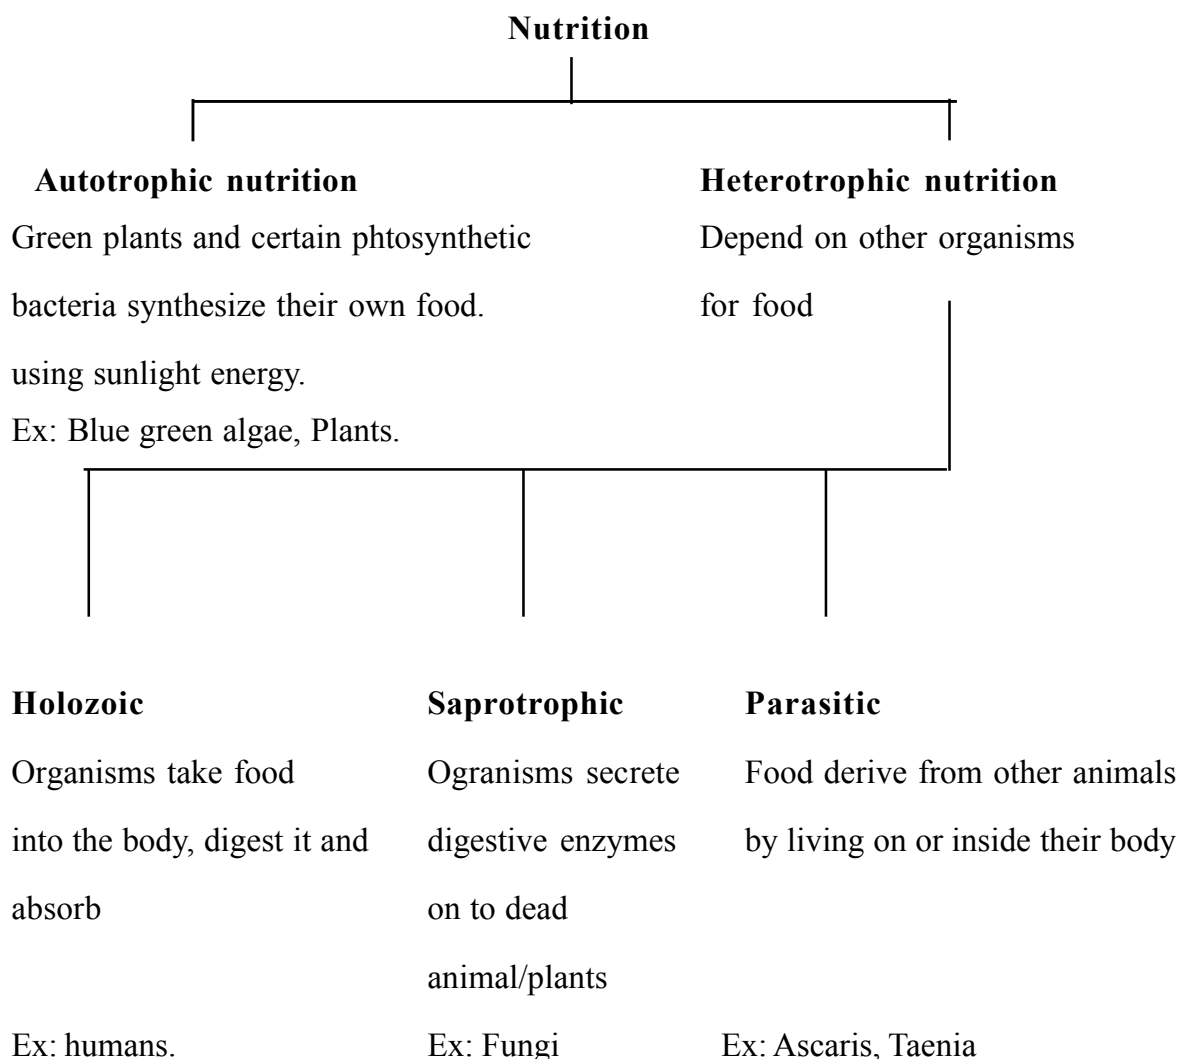 Nutrition
Autotrophic nutrition
Green plants and certain phtosynthetic
bacteria synthesize their own food.
using sunlight energy.
Ex: Blue green algae, Plants.
Heterotrophic nutrition
Depend on other organisms
for food
Holozoic
Organisms take food
into the body, digest it and
absorb
Ex: humans.
Saprotrophic
Ogranisms secrete
digestive enzymes
on to dead
animal/plants
Ex: Fungi
Parasitic
Food derive from other animals
by living on or inside their body
Ex: Ascaris, Taenia